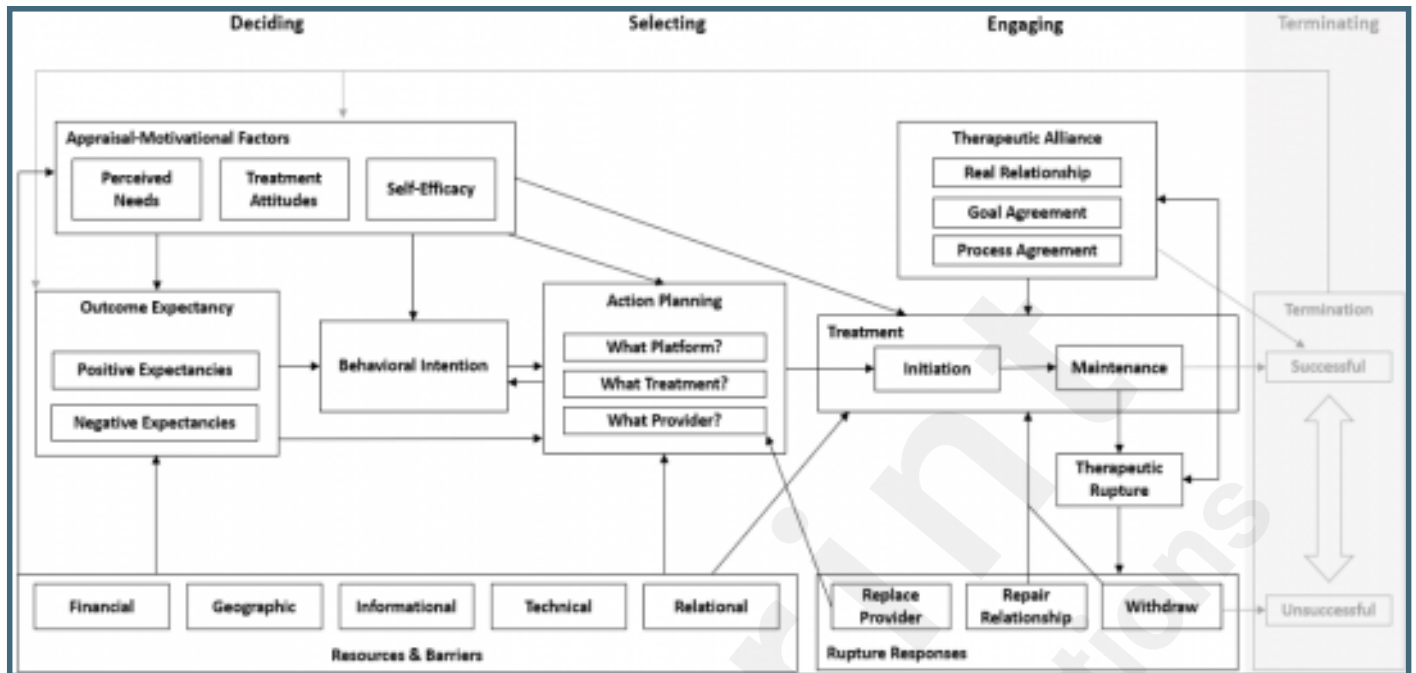 Deciding
Selecting
Engaging
Terminating
Appraisal-Motivational Factors
Perceived
Needs
Treatment
Attitudes
Self-Efficacy
Therapeutic Alliance
Real Relationship
Goal Agreement
Process Agreement
Outcome Expectancy
Positive Expectancies
Negative Expectancies
Behavioral Intention
Action Planning
What Platform?
What Treatment?
What Provider?
Treatment
Initiation
Maintenance
Therapeutic
Rupture
Termination
Successful
Unsuccessful
Financial
Geographic
Informational
Technical
Relational
Resources & Barriers
Replace
Provider
Repair
Relationship
Withdraw
Rupture Responses